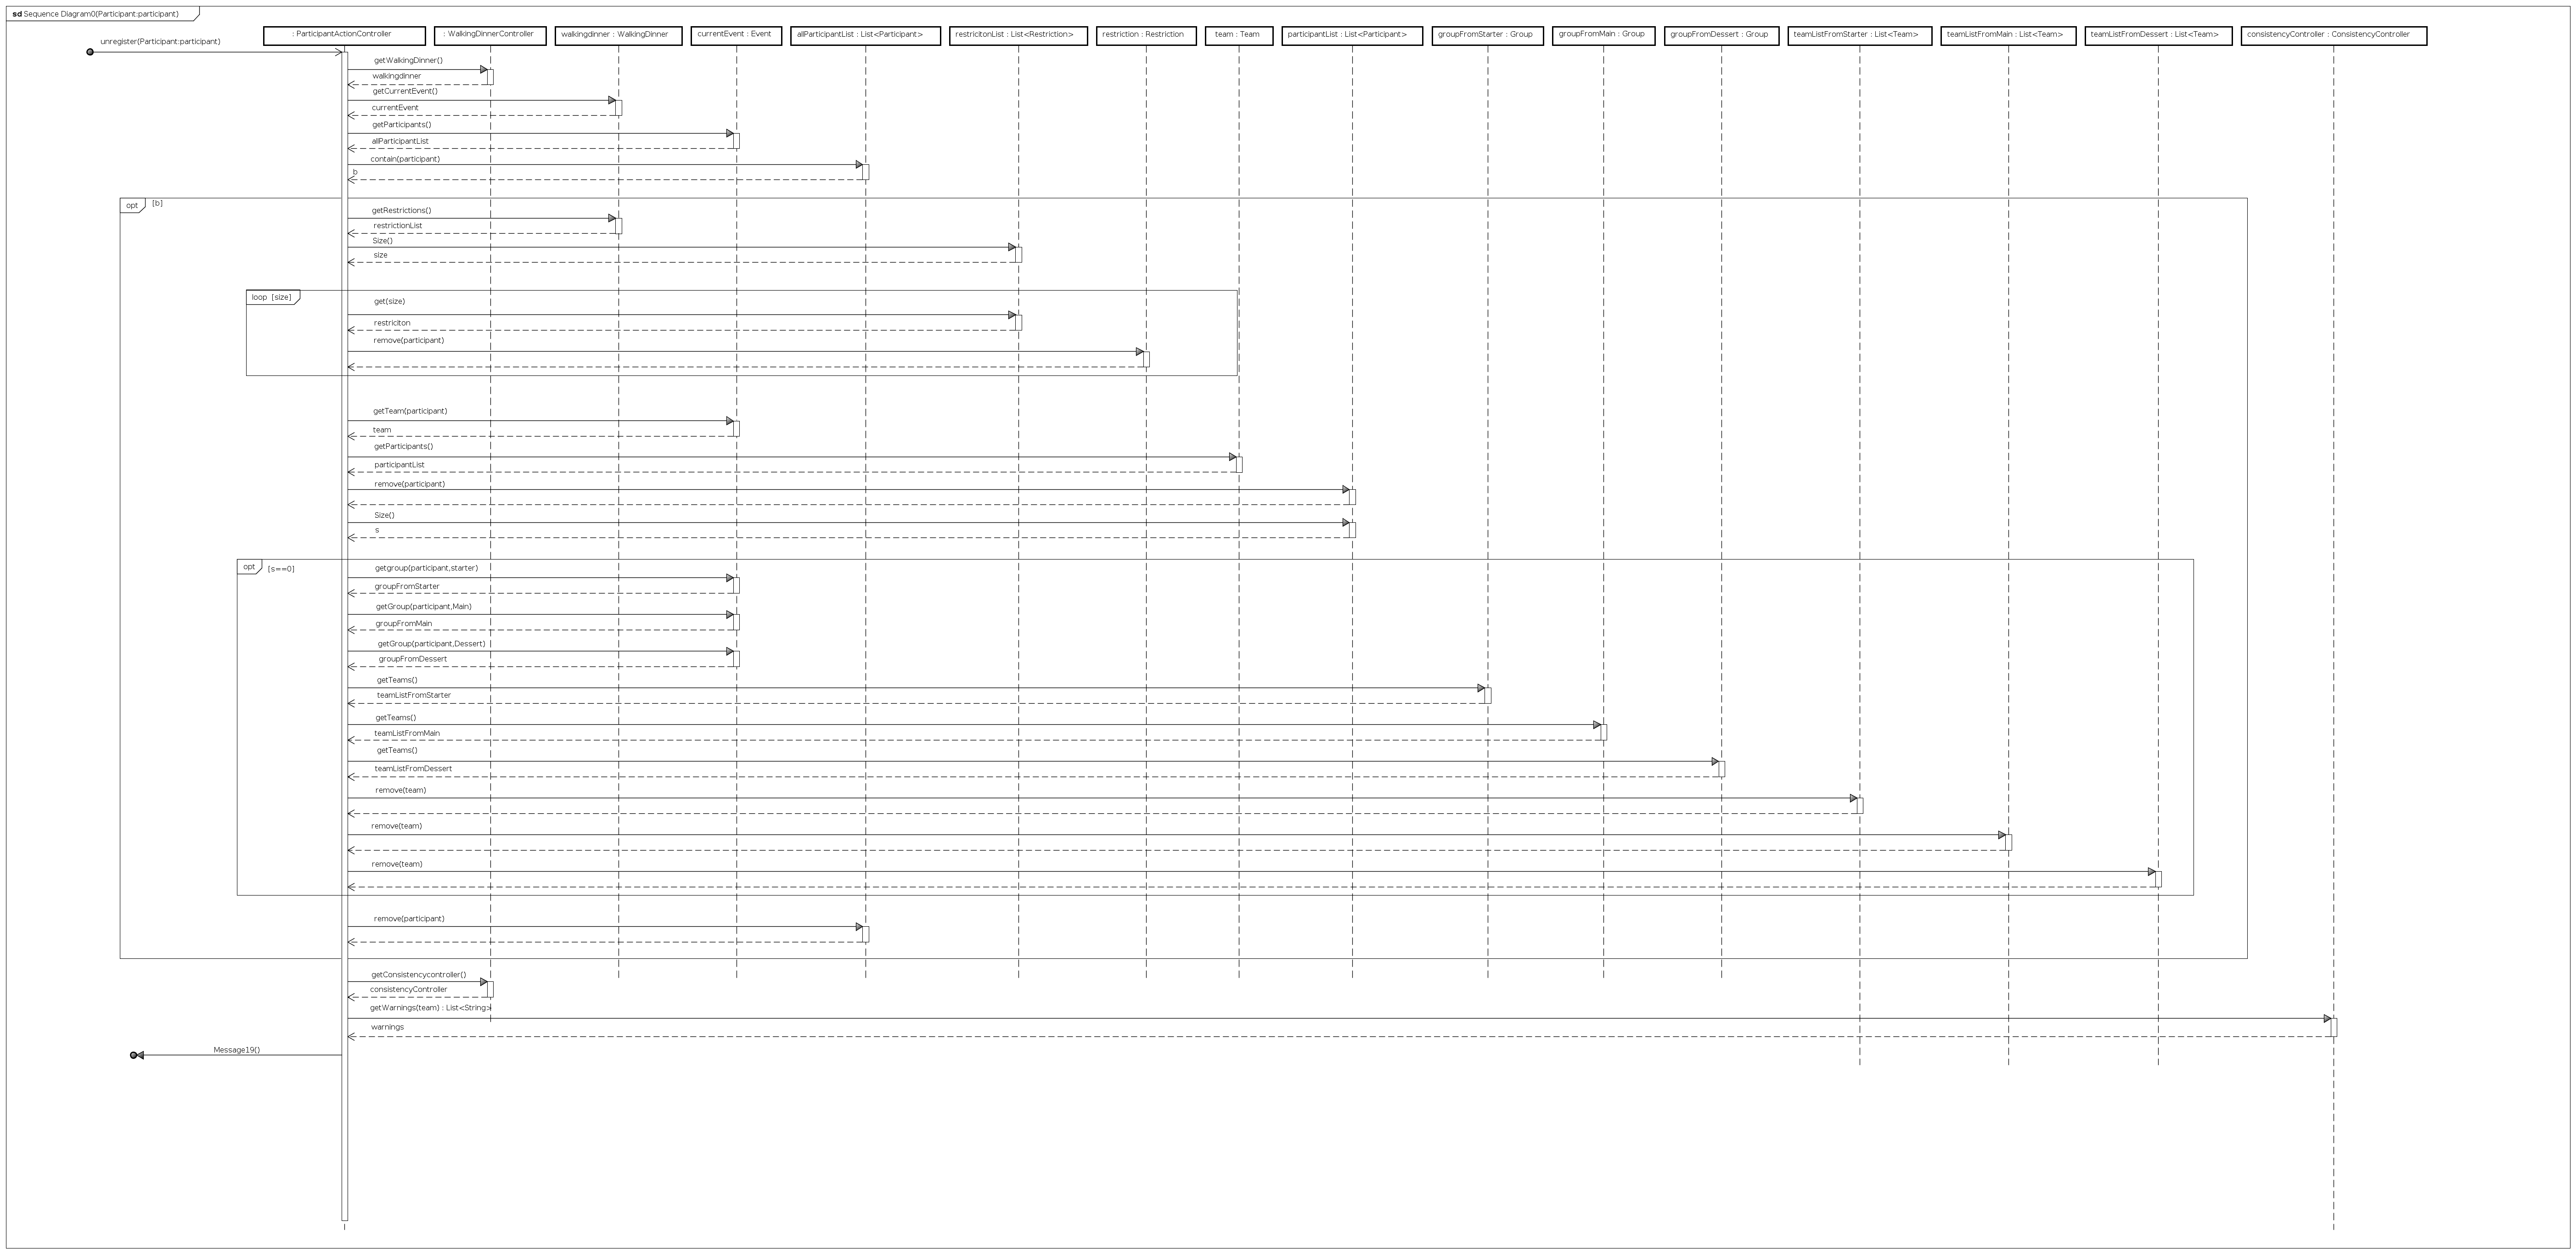 sd Sequence Diagram0(Participant:participant)
: ParticipantActionController
: WalkingDinnerController
walkingdinner : WalkingDinner
currentEvent : Event
allParticipantList : List<Participant>
restricitonList : List<Restriction>
restriction : Restriction
team : Team
participantList : List<Participant>
groupFromStarter : Group
groupFromMain : Group
groupFromDessert : Group
teamListFromStarter : List<Team>
teamListFromMain : List<Team>
teamListFromDessert : List<Team>
consistencyController : ConsistencyController
unregister(Participant:participant)
getWalkingDinner()
walkingdinner
getCurrentEvent()
currentEvent
getParticipants()
allParticipantList
contain(participant)
b
opt [b]
getRestrictions()
restrictionList
Size()
size
loop [size]
get(size)
restriciton
remove(participant)
getTeam(participant)
team
getParticipants()
participantList
remove(participant)
Size()
s
opt [s==0]
getgroup(participant,starter)
groupFromStarter
getGroup(participant,Main)
groupFromMain
getGroup(participant,Dessert)
groupFromDessert
getTeams()
teamListFromStarter
getTeams()
teamListFromMain
getTeams()
teamListFromDessert
remove(team)
remove(team)
remove(team)
remove(participant)
getConsistencycontroller()
consistencyController
getWarnings(team) : List<String>
warnings
Message19()